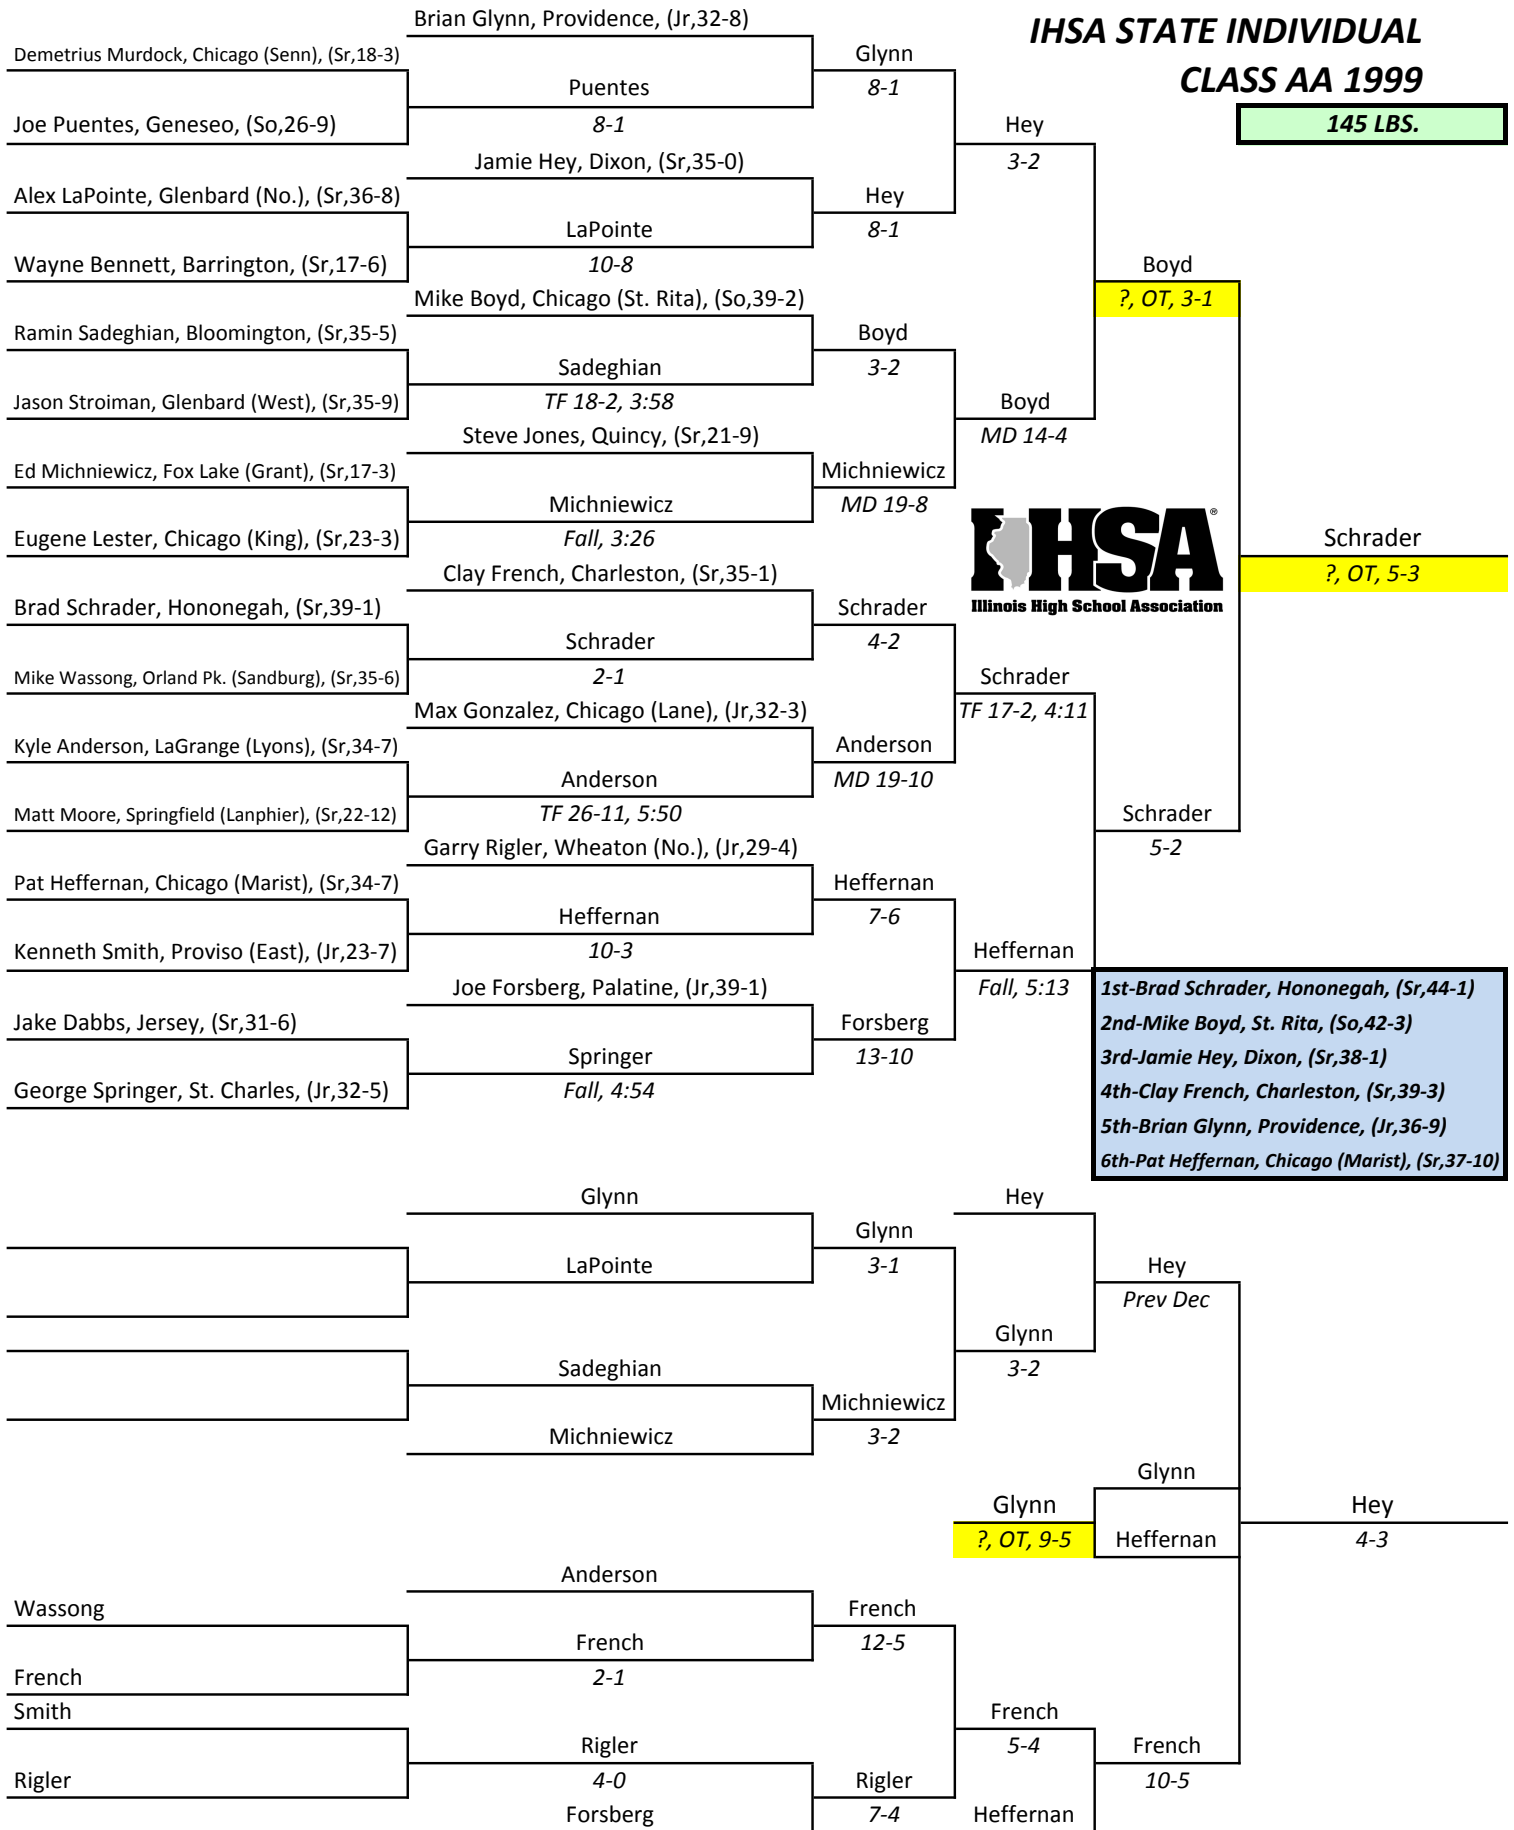 IHSA STATE INDIVIDUAL
CLASS AA 1999
145 LBS.
Brian Glynn, Providence, (Jr,32-8)
Demetrius Murdock, Chicago (Senn), (Sr,18-3)
Glynn
Puentes
8-1
Joe Puentes, Geneseo, (So,26-9)
8-1
Hey
Jamie Hey, Dixon, (Sr,35-0)
3-2
Alex LaPointe, Glenbard (No.), (Sr,36-8)
Hey
LaPointe
8-1
Wayne Bennett, Barrington, (Sr,17-6)
10-8
Boyd
Mike Boyd, Chicago (St. Rita), (So,39-2)
?, OT, 3-1
Ramin Sadeghian, Bloomington, (Sr,35-5)
Boyd
Sadeghian
3-2
Jason Stroiman, Glenbard (West), (Sr,35-9)
TF 18-2, 3:58
Boyd
Steve Jones, Quincy, (Sr,21-9)
MD 14-4
Ed Michniewicz, Fox Lake (Grant), (Sr,17-3)
Michniewicz
Michniewicz
MD 19-8
Eugene Lester, Chicago (King), (Sr,23-3)
Fall, 3:26
IHSA®
Illinois High School Association
Schrader
?, OT, 5-3
Clay French, Charleston, (Sr,35-1)
Brad Schrader, Hononegah, (Sr,39-1)
Schrader
Schrader
4-2
Mike Wassong, Orland Pk. (Sandburg), (Sr,35-6)
2-1
Schrader
Max Gonzalez, Chicago (Lane), (Jr,32-3)
TF 17-2, 4:11
Kyle Anderson, LaGrange (Lyons), (Sr,34-7)
Anderson
Anderson
MD 19-10
Matt Moore, Springfield (Lanphier), (Sr,22-12)
TF 26-11, 5:50
Schrader
5-2
Garry Rigler, Wheaton (No.), (Jr,29-4)
Pat Heffernan, Chicago (Marist), (Sr,34-7)
Heffernan
Heffernan
7-6
Kenneth Smith, Proviso (East), (Jr,23-7)
10-3
Heffernan
Joe Forsberg, Palatine, (Jr,39-1)
Fall, 5:13
Jake Dabbs, Jersey, (Sr,31-6)
Forsberg
Springer
13-10
George Springer, St. Charles, (Jr,32-5)
Fall, 4:54
1st-Brad Schrader, Hononegah, (Sr,44-1)
2nd-Mike Boyd, St. Rita, (So,42-3)
3rd-Jamie Hey, Dixon, (Sr,38-1)
4th-Clay French, Charleston, (Sr,39-3)
5th-Brian Glynn, Providence, (Jr,36-9)
6th-Pat Heffernan, Chicago (Marist), (Sr,37-10)
Glynn
Hey
Glynn
LaPointe
3-1
Hey
Prev Dec
Glynn
Sadeghian
3-2
Michniewicz
Michniewicz
3-2
Glynn
Glynn
Hey
?, OT, 9-5
Heffernan
4-3
Anderson
Wassong
French
French
12-5
French
2-1
Smith
French
Rigler
5-4
French
Rigler
4-0
Rigler
10-5
Forsberg
7-4
Heffernan